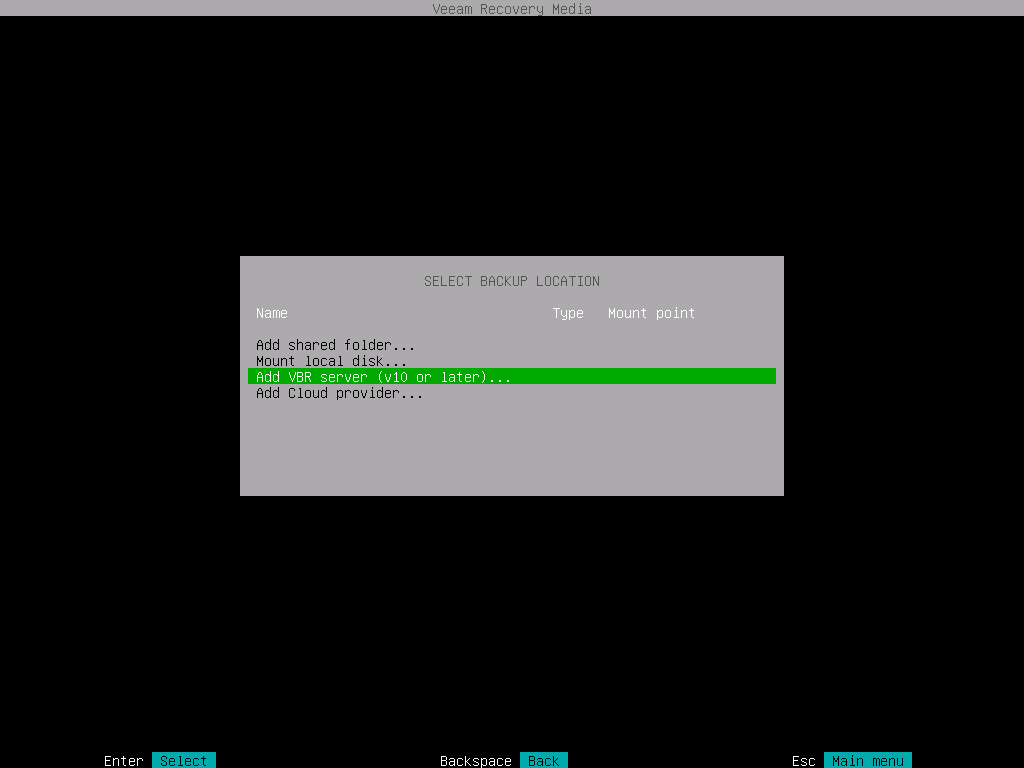 Veeam Recovery Media
SELECT BACKUP LOCATION
Name Type Mount point
Add shared folder...
Mount local disk...
Add VBR server (v10 or later)...
Add Cloud provider...
Enter Select Backspace Back Esc Main menu